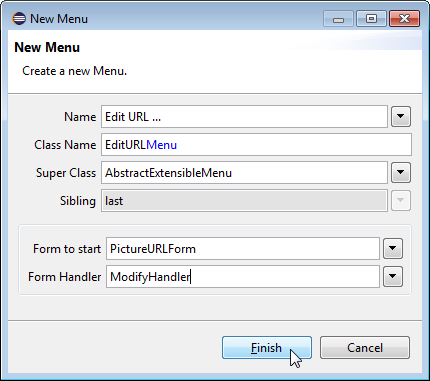 New Menu
New Menu
Create a new Menu.
Name Edit URL ...
Class Name EditURLMenu
Super Class AbstractExtensibleMenu
Sibling last
Form to start PictureURLForm
Form Handler ModifyHandler
Finish Cancel